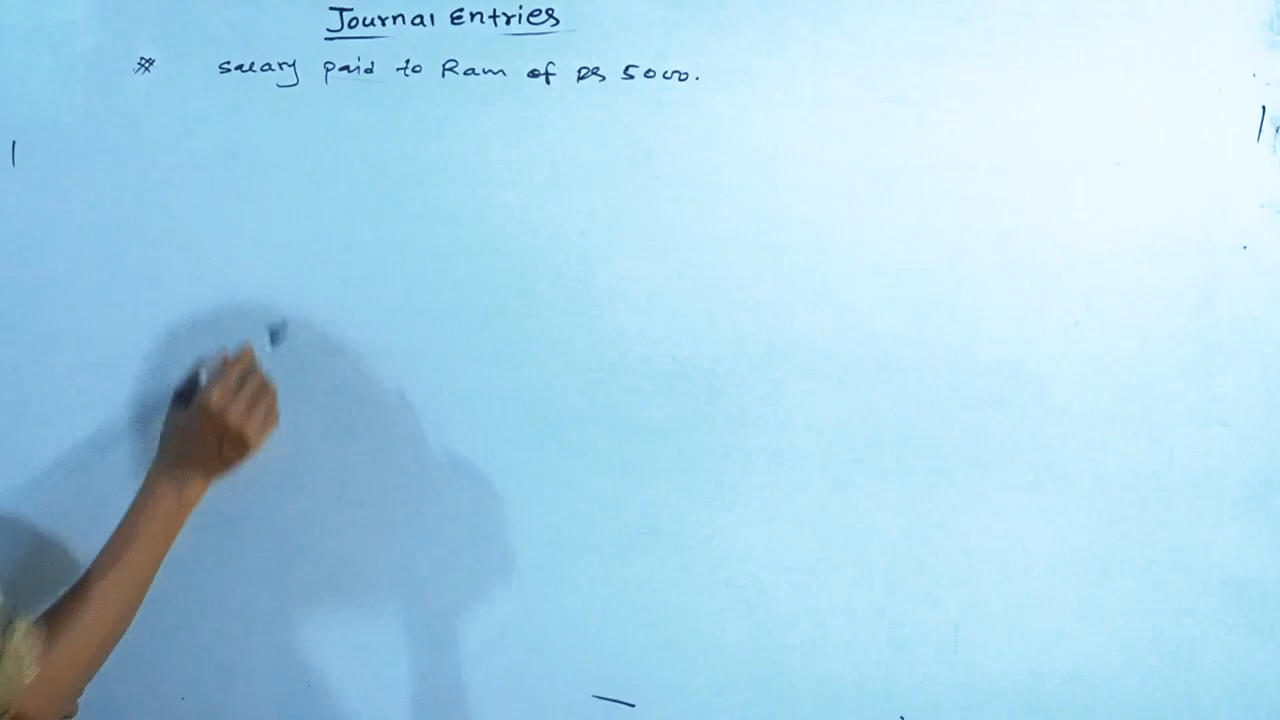 Journal Entries
* Salary paid to Ram of Rs 5000.